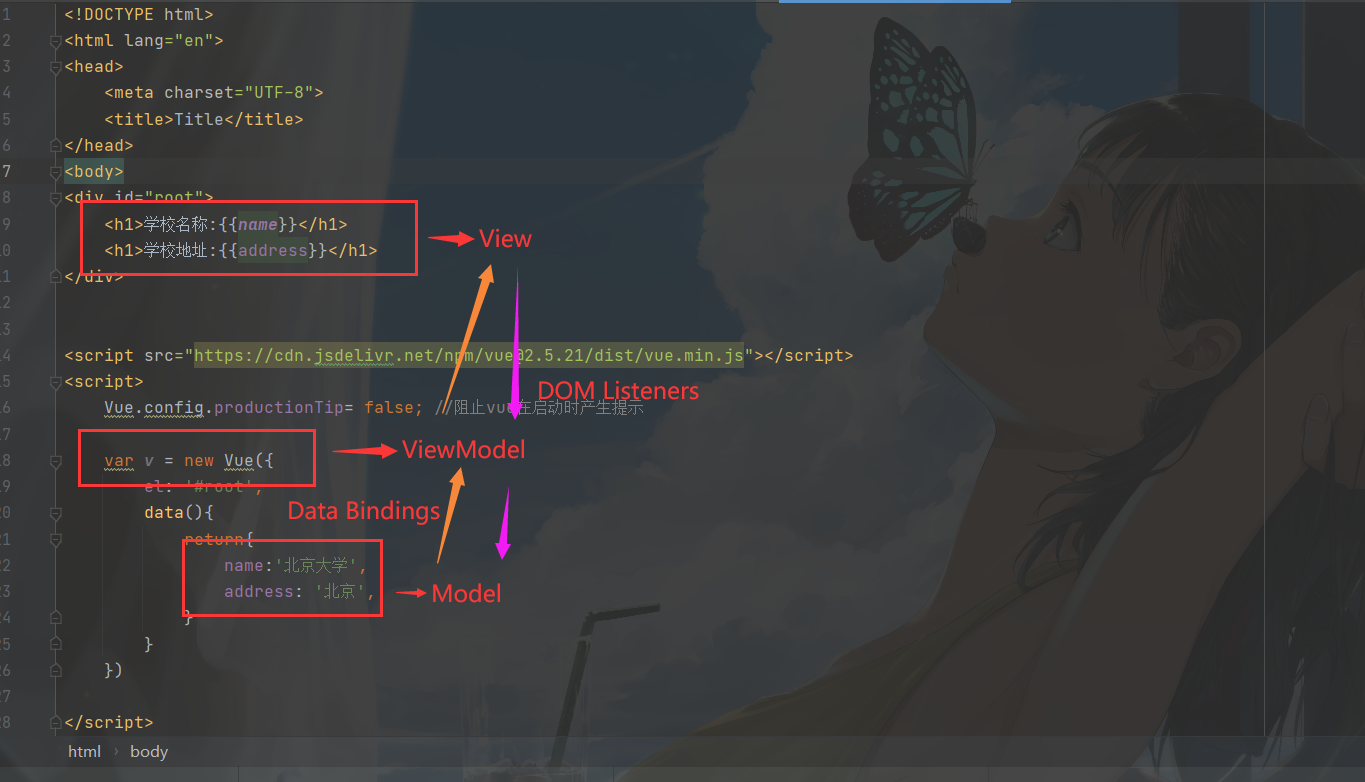 1 <!DOCTYPE html>
2 <html lang="en">
3 <head>
4 <meta charset="UTF-8">
5 <title>Title</title>
6 </head>
7 <body>
8 <div id="root">
9 <h1>学校名称:{{name}}</h1>
View
10 <h1>学校地址:{{address}}</h1>
11 </div>
12
13
14 <script src="https://cdn.jsdelivr.net/npm/vue@2.5.21/dist/vue.min.js"></script>
15 <script>
DOM Listeners
16 Vue.config.productionTip= false; //阻止vue在启动时产生提示
17
ViewModel
18 var v = new Vue({
19 el: '#root',
20 data(){
Data Bindings
21 return{
22 name:'北京大学',
23 address: '北京',
Model
24 }
25 }
26 })
27
28 </script>
html › body